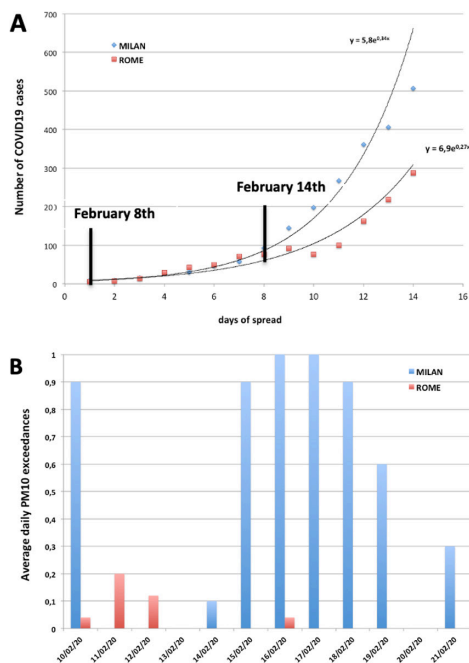 A
700
600
500
400
300
200
100
0
Number of COVID19 cases
MILAN
ROME
y = 5,8e^0,34x
y = 6,9e^0,27x
February 8th
February 14th
0 2 4 6 8 10 12 14 16
days of spread
B
1
0,9
0,8
0,7
0,6
0,5
0,4
0,3
0,2
0,1
0
Average daily PM10 exceedances
MILAN
ROME
10/02/20 11/02/20 12/02/20 13/02/20 14/02/20 15/02/20 16/02/20 17/02/20 18/02/20 19/02/20 20/02/20 21/02/20